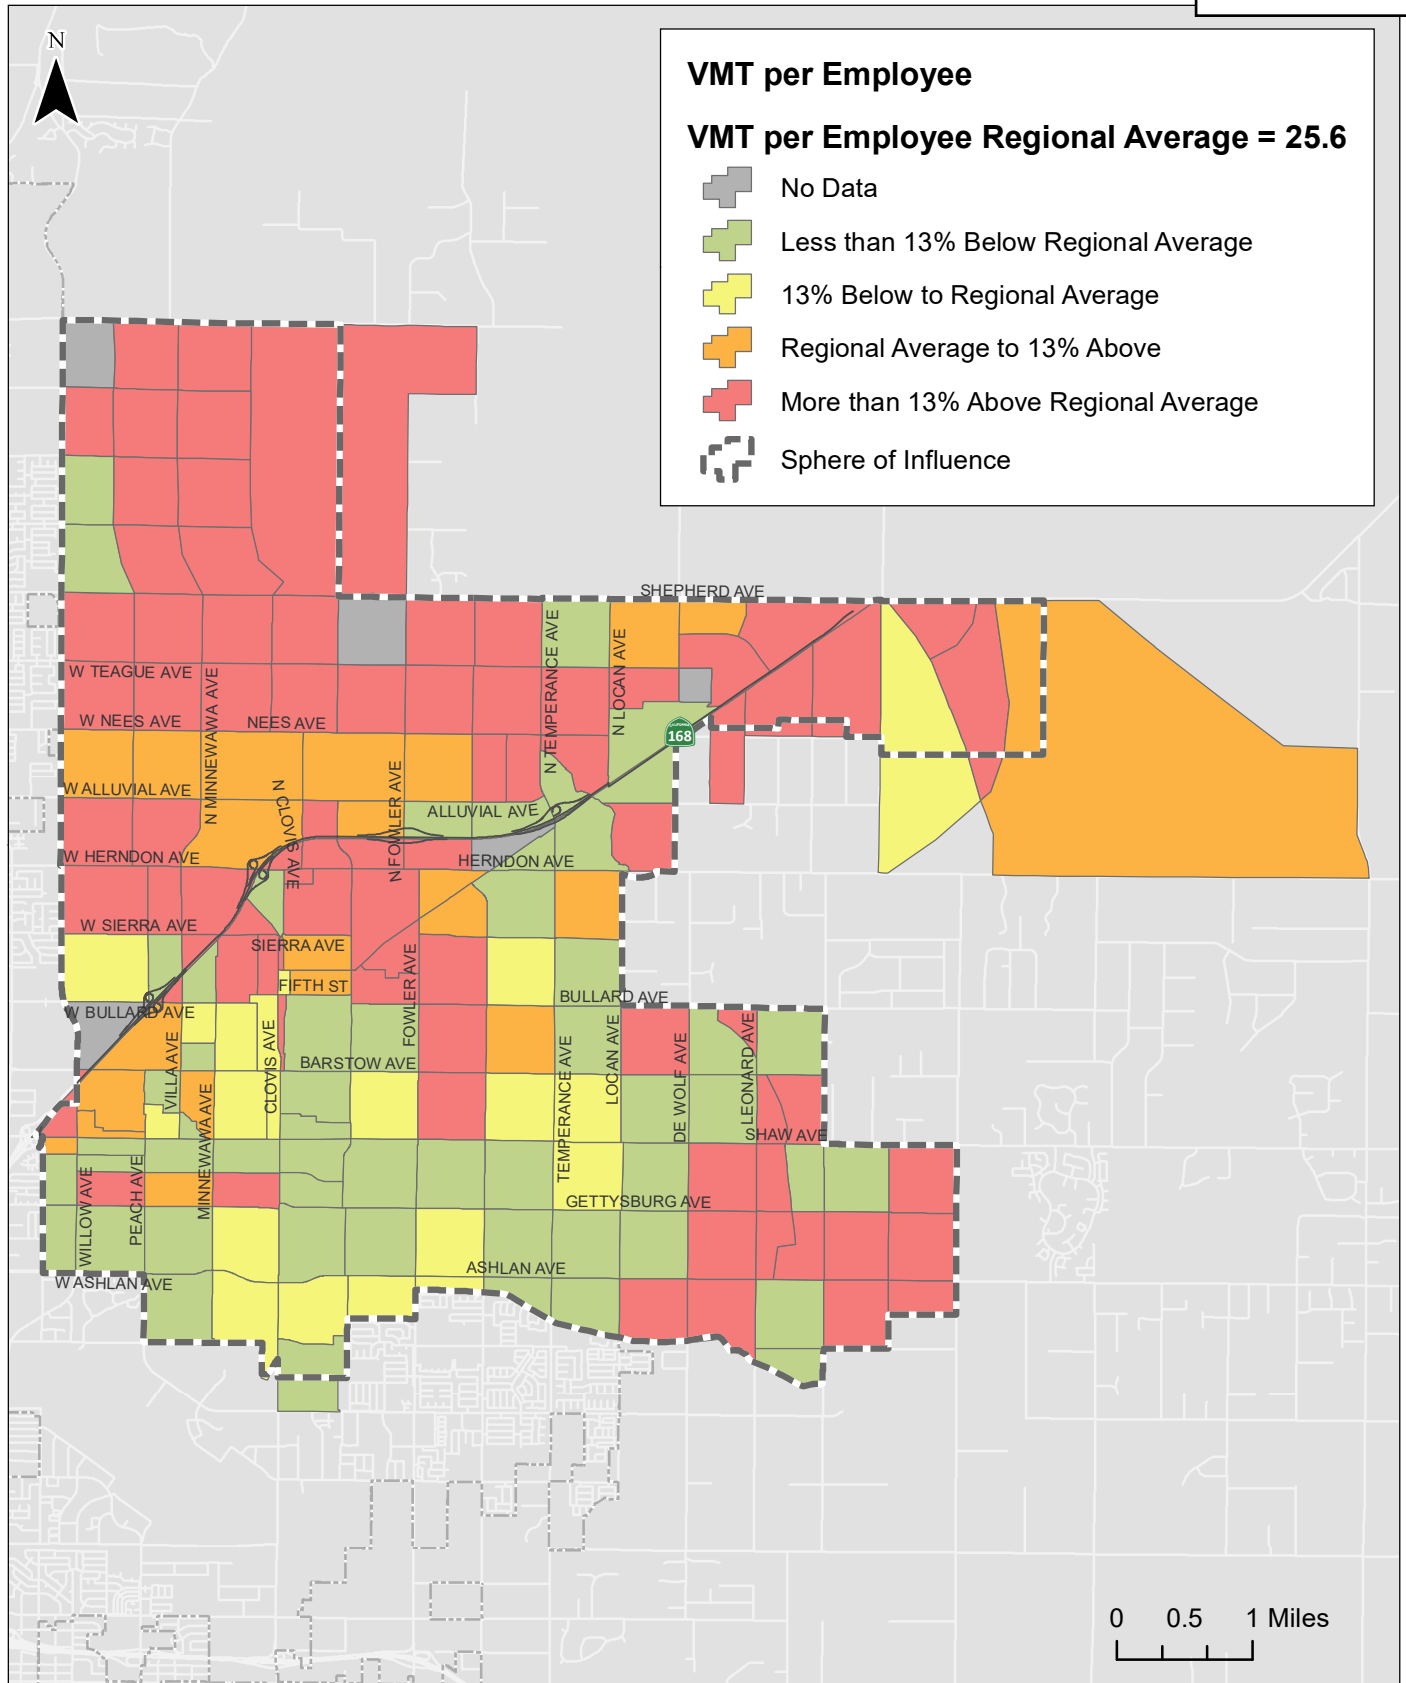 N
VMT per Employee
VMT per Employee Regional Average = 25.6
No Data
Less than 13% Below Regional Average
13% Below to Regional Average
Regional Average to 13% Above
More than 13% Above Regional Average
Sphere of Influence
SHEPHERD AVE
W TEAGUE AVE
N MINNEWAWA AVE
N TEMPERANCE AVE
N LOCAN AVE
W NEES AVE
NEES AVE
CALIFORNIA
168
W ALLUVIAL AVE
N CLOVIS AVE
N FOWLER AVE
ALLUVIAL AVE
W HERNDON AVE
HERNDON AVE
W SIERRA AVE
SIERRA AVE
FIFTH ST
FOWLER AVE
BULLARD AVE
W BULLARD AVE
VILLA AVE
CLOVIS AVE
BARSTOW AVE
TEMPERANCE AVE
LOCAN AVE
DE WOLF AVE
LEONARD AVE
MINNEWAWA AVE
SHAW AVE
WILLOW AVE
PEACH AVE
GETTYSBURG AVE
ASHLAN AVE
W ASHLAN AVE
0 0.5 1 Miles